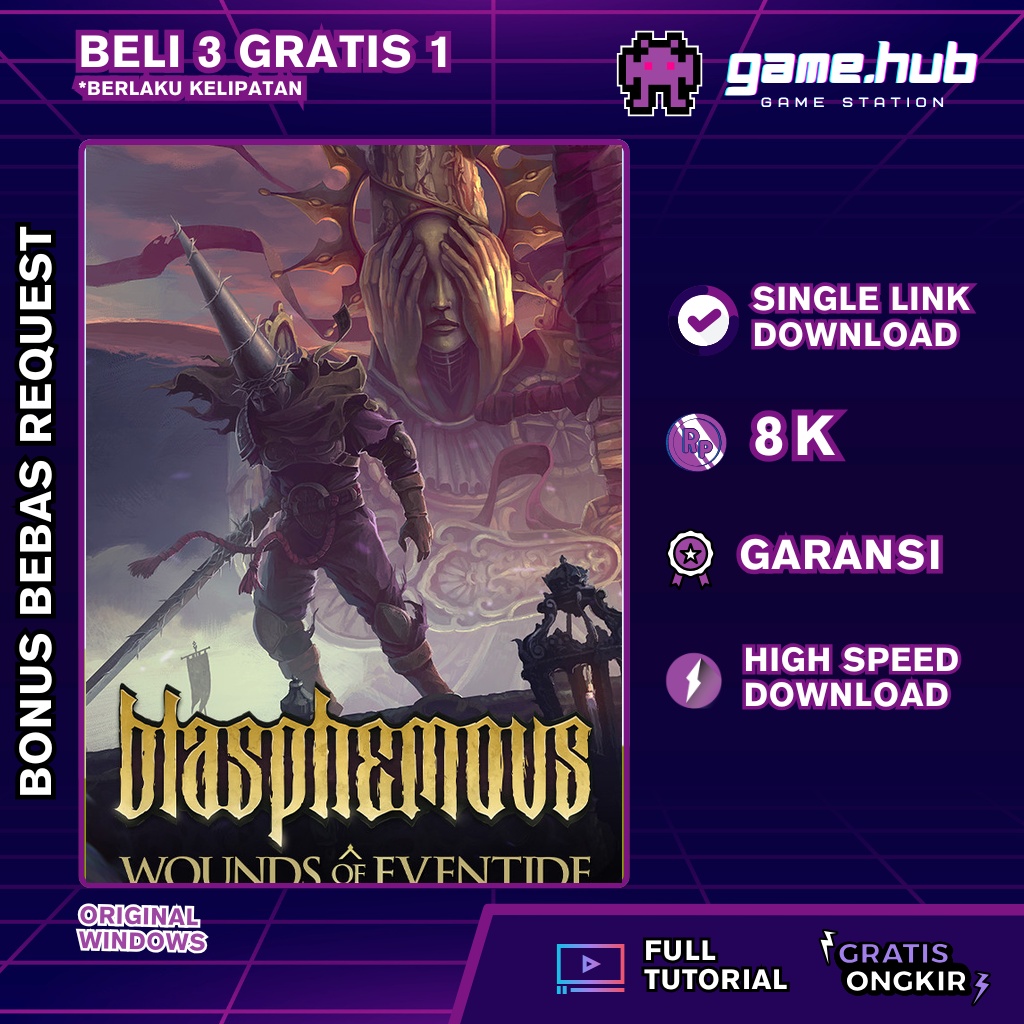 BELI 3 GRATIS 1
*BERLAKU KELIPATAN
game.hub
GAME STATION
BONUS BEBAS REQUEST
SINGLE LINK
DOWNLOAD
Rp
8K
GARANSI
HIGH SPEED
DOWNLOAD
blasphemous
WOUNDS OF EVENTIDE
ORIGINAL
WINDOWS
FULL
TUTORIAL
GRATIS
ONGKIR